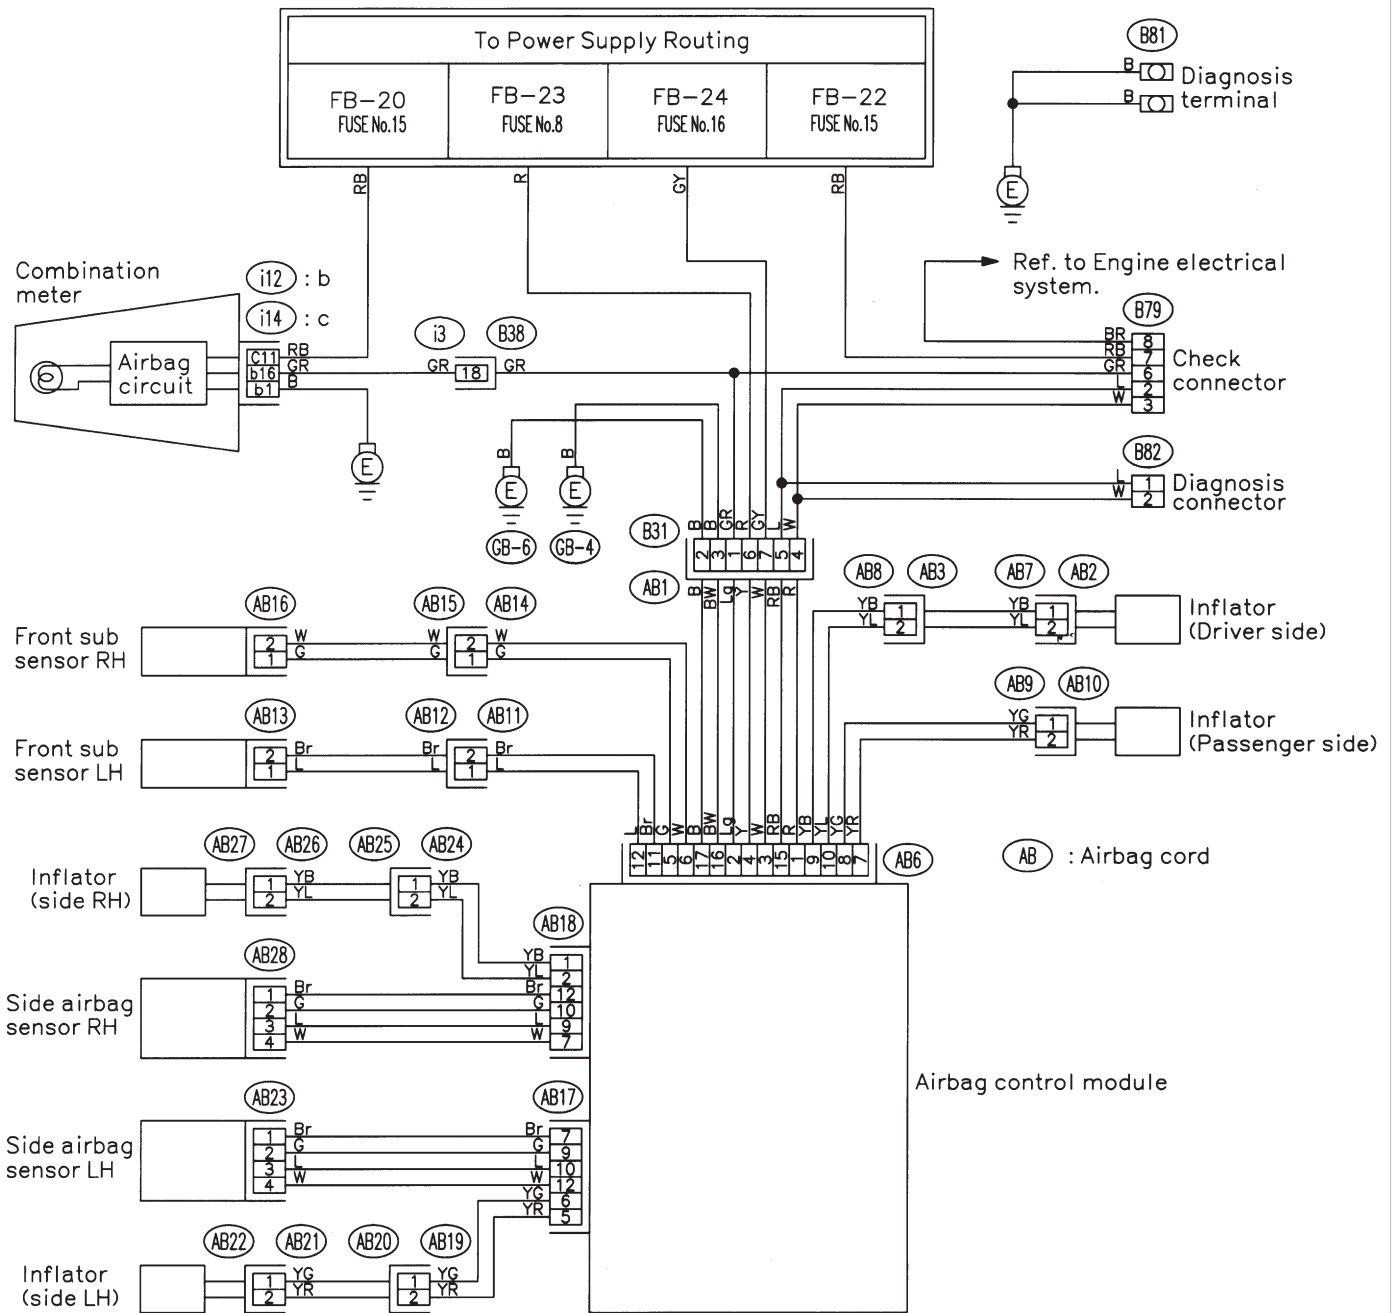 To Power Supply Routing
FB-20
FUSE No.15
FB-23
FUSE No.8
FB-24
FUSE No.16
FB-22
FUSE No.15
B81
B
B
Diagnosis
terminal
E
RB
R
GY
RB
Combination
meter
i12 : b
i14 : c
Airbag
circuit
C11 RB
b16 GR
b1 B
E
i3
B38
GR 18 GR
Ref. to Engine electrical
system.
B79
BR 8
RB 7
GR 6
L 2
W 3
Check
connector
B
B
E
E
GB-6
GB-4
B82
L 1
W 2
Diagnosis
connector
B31
B B GR R GY L W
2 3 1 6 7 5 4
AB1
B BW Lg Y W RB R
AB8
AB3
AB7
AB2
YB 1 YB 1
YL 2 YL 2
Inflator
(Driver side)
AB16
AB15
AB14
Front sub
sensor RH
2 W W 2 W
1 G G 1 G
AB9
AB10
YG 1
YR 2
Inflator
(Passenger side)
AB13
AB12
AB11
Front sub
sensor LH
2 Br Br 2 Br
1 L L 1 L
L Br G W B BW Lg Y W RB R YB YL YG YR
12 11 5 6 17 16 2 4 3 15 1 9 10 8 7
AB6
AB : Airbag cord
AB27
AB26
AB25
AB24
Inflator
(side RH)
1 YB 1 YB
2 YL 2 YL
AB18
YB 1
YL 2
Br 12
G 10
L 9
W 7
AB28
Side airbag
sensor RH
1 Br
2 G
3 L
4 W
Airbag control module
AB23
AB17
Side airbag
sensor LH
1 Br Br 7
2 G G 9
3 L L 10
4 W W 12
YG 6
YR 5
AB22
AB21
AB20
AB19
Inflator
(side LH)
1 YG 1 YG
2 YR 2 YR